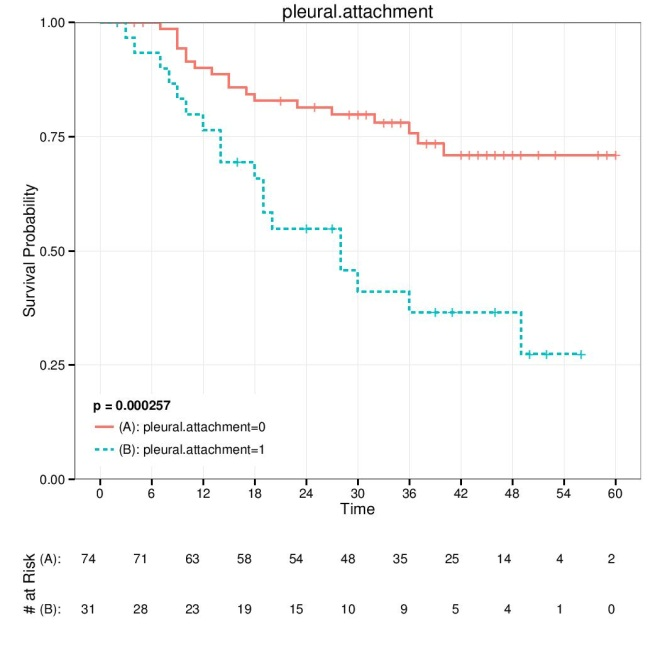 pleural.attachment
1.00
0.75
0.50
0.25
0.00
Survival Probability
p = 0.000257
(A): pleural.attachment=0
(B): pleural.attachment=1
0 6 12 18 24 30 36 42 48 54 60
Time
# at Risk
(A): 74 71 63 58 54 48 35 25 14 4 2
(B): 31 28 23 19 15 10 9 5 4 1 0